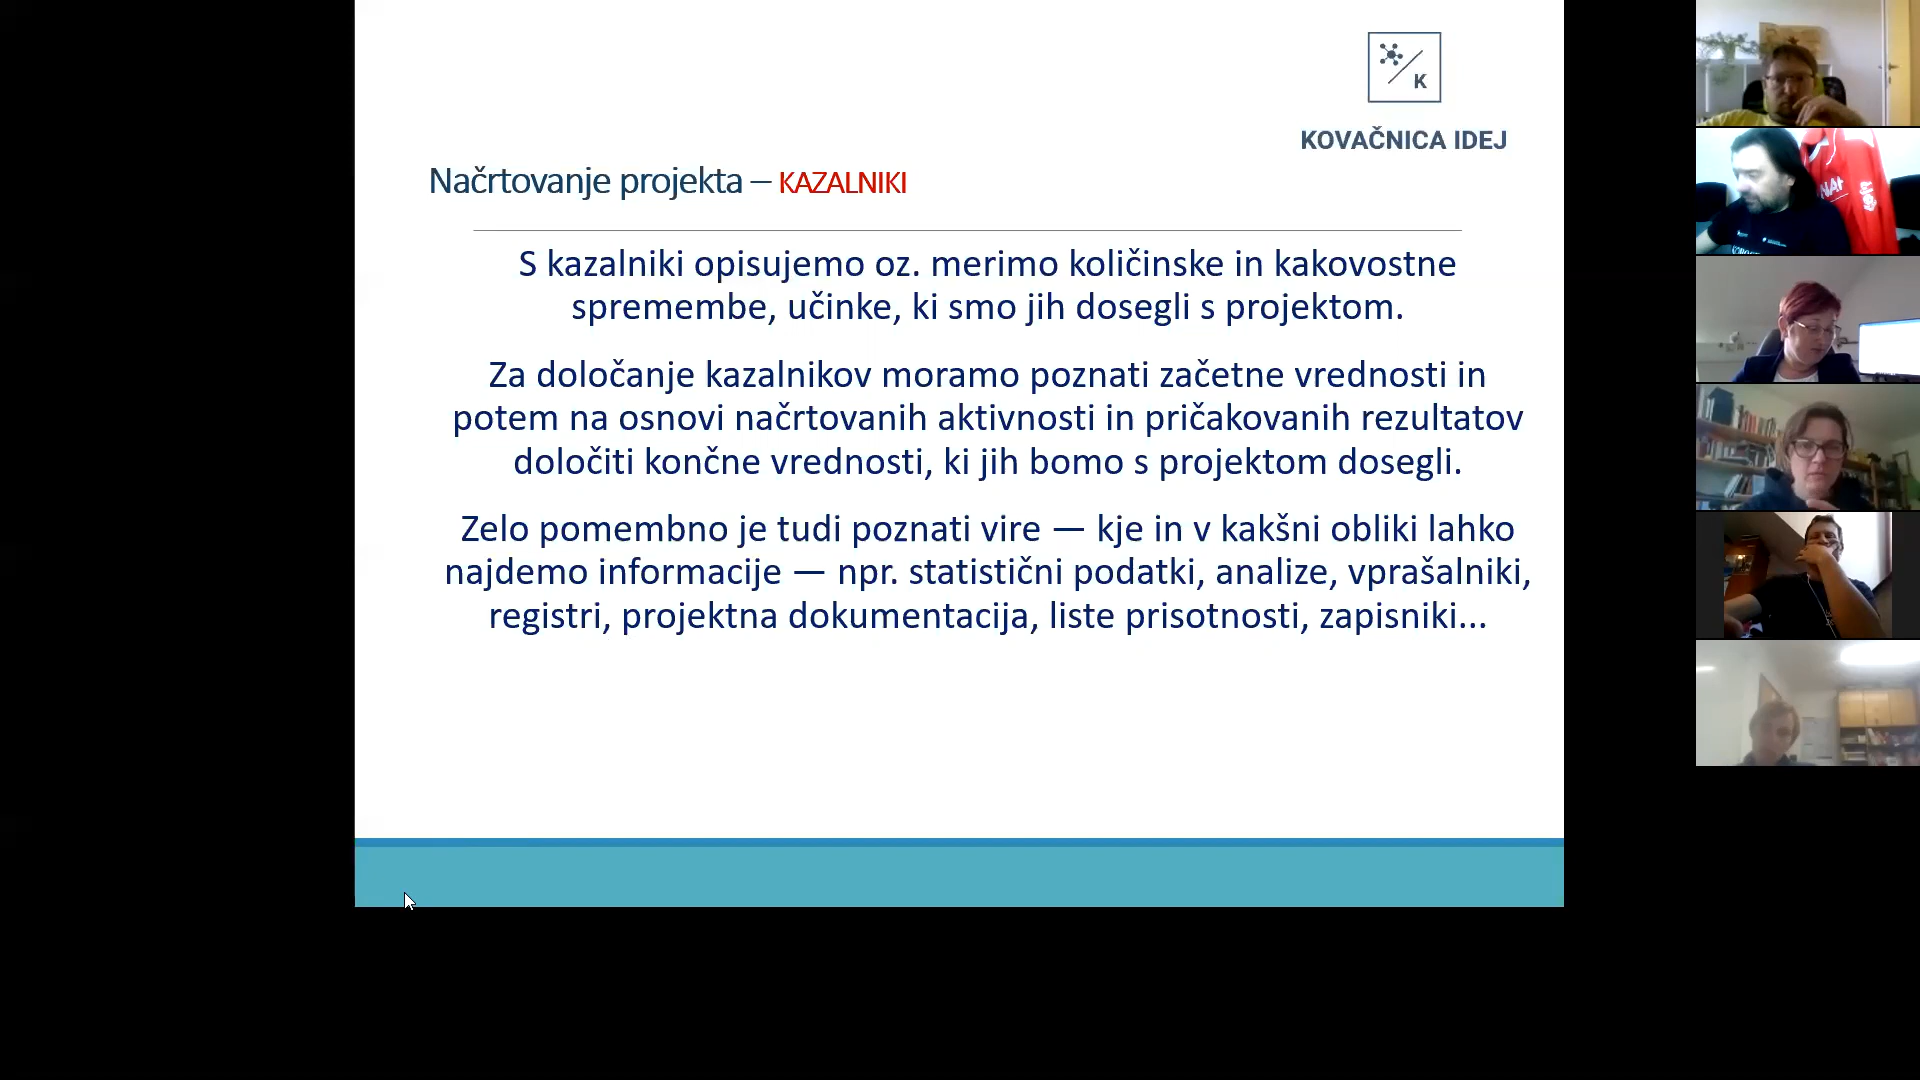 K
KOVAČNICA IDEJ
Načrtovanje projekta – KAZALNIKI
S kazalniki opisujemo oz. merimo količinske in kakovostne
spremembe, učinke, ki smo jih dosegli s projektom.
Za določanje kazalnikov moramo poznati začetne vrednosti in
potem na osnovi načrtovanih aktivnosti in pričakovanih rezultatov
določiti končne vrednosti, ki jih bomo s projektom dosegli.
Zelo pomembno je tudi poznati vire — kje in v kakšni obliki lahko
najdemo informacije — npr. statistični podatki, analize, vprašalniki,
registri, projektna dokumentacija, liste prisotnosti, zapisniki...